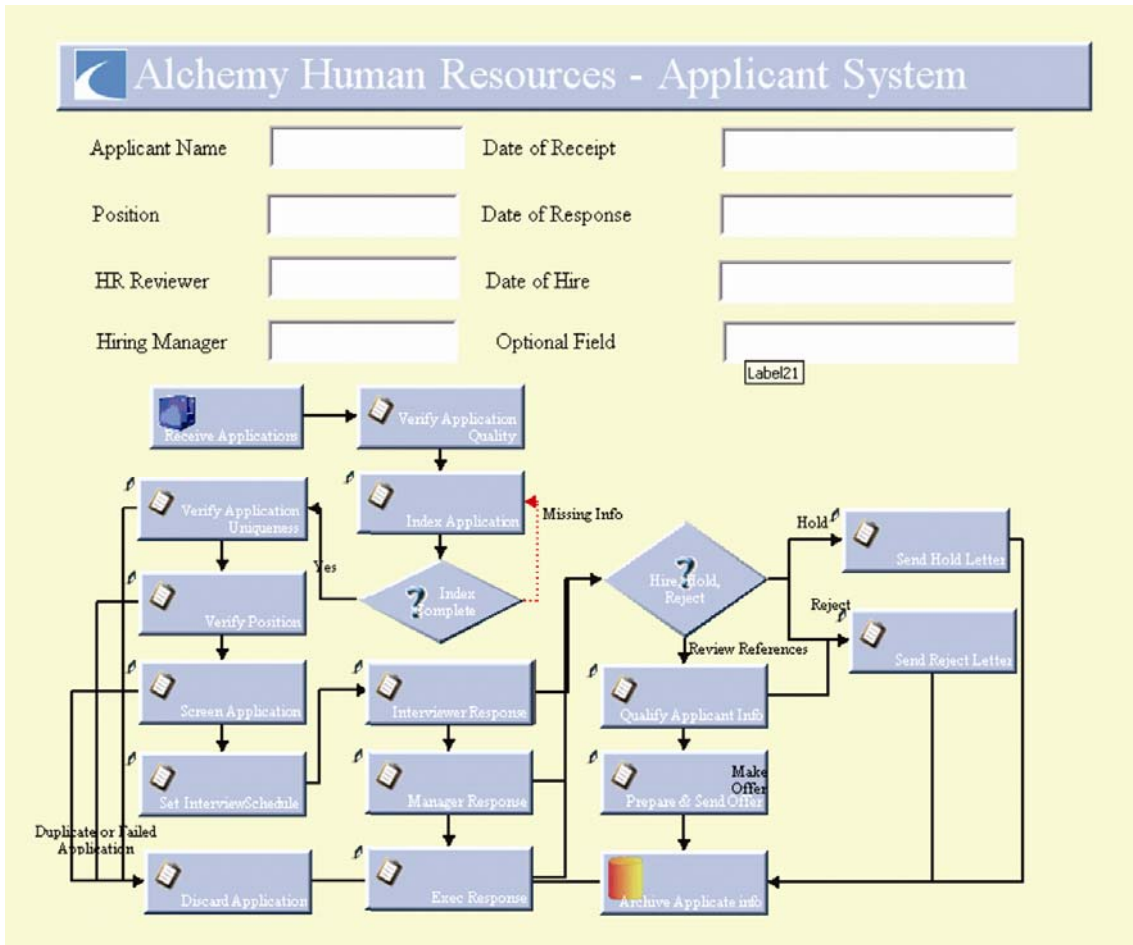 Alchemy Human Resources - Applicant System
Applicant Name
Date of Receipt
Position
Date of Response
HR Reviewer
Date of Hire
Hiring Manager
Optional Field
Label21
Receive Applications
Verify Application
Quality
Verify Application
Uniqueness
Index Application
Missing Info
Yes
Index
Complete
Hire, Hold,
Reject
Hold
Send Hold Letter
Verify Position
Reject
Send Reject Letter
Review References
Screen Application
Interviewer Response
Qualify Applicant Info
Set InterviewSchedule
Manager Response
Make
Offer
Prepare & Send Offer
Duplicate or Failed
Application
Discard Application
Exec Response
Archive Applicate info